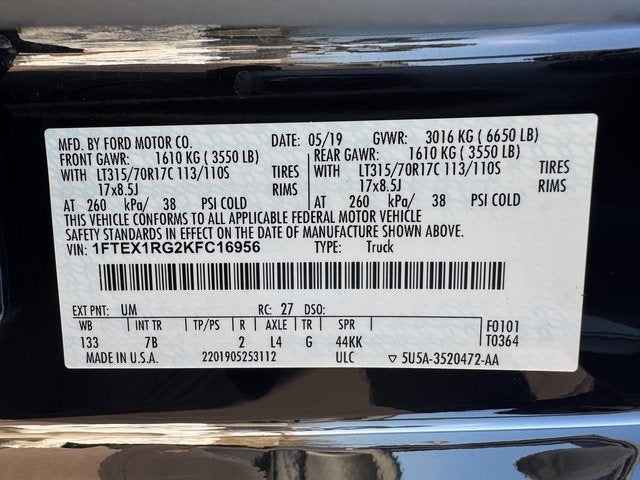 MFD. BY FORD MOTOR CO. DATE: 05/19 GVWR: 3016 KG ( 6650 LB)
FRONT GAWR: 1610 KG ( 3550 LB) REAR GAWR: 1610 KG ( 3550 LB)
WITH LT315/70R17C 113/110S TIRES WITH LT315/70R17C 113/110S TIRES
17x8.5J RIMS 17x8.5J RIMS
AT 260 kPa/ 38 PSI COLD AT 260 kPa/ 38 PSI COLD
THIS VEHICLE CONFORMS TO ALL APPLICABLE FEDERAL MOTOR VEHICLE
SAFETY STANDARDS IN EFFECT ON THE DATE OF MANUFACTURE SHOWN ABOVE.
VIN: 1FTEX1RG2KFC16956 TYPE: Truck
EXT PNT: UM RC: 27 DSO:
WB INT TR TP/PS R AXLE TR SPR F0101
133 7B 2 L4 G 44KK T0364
MADE IN U.S.A. 2201905253112 ULC ▽ 5U5A-3520472-AA